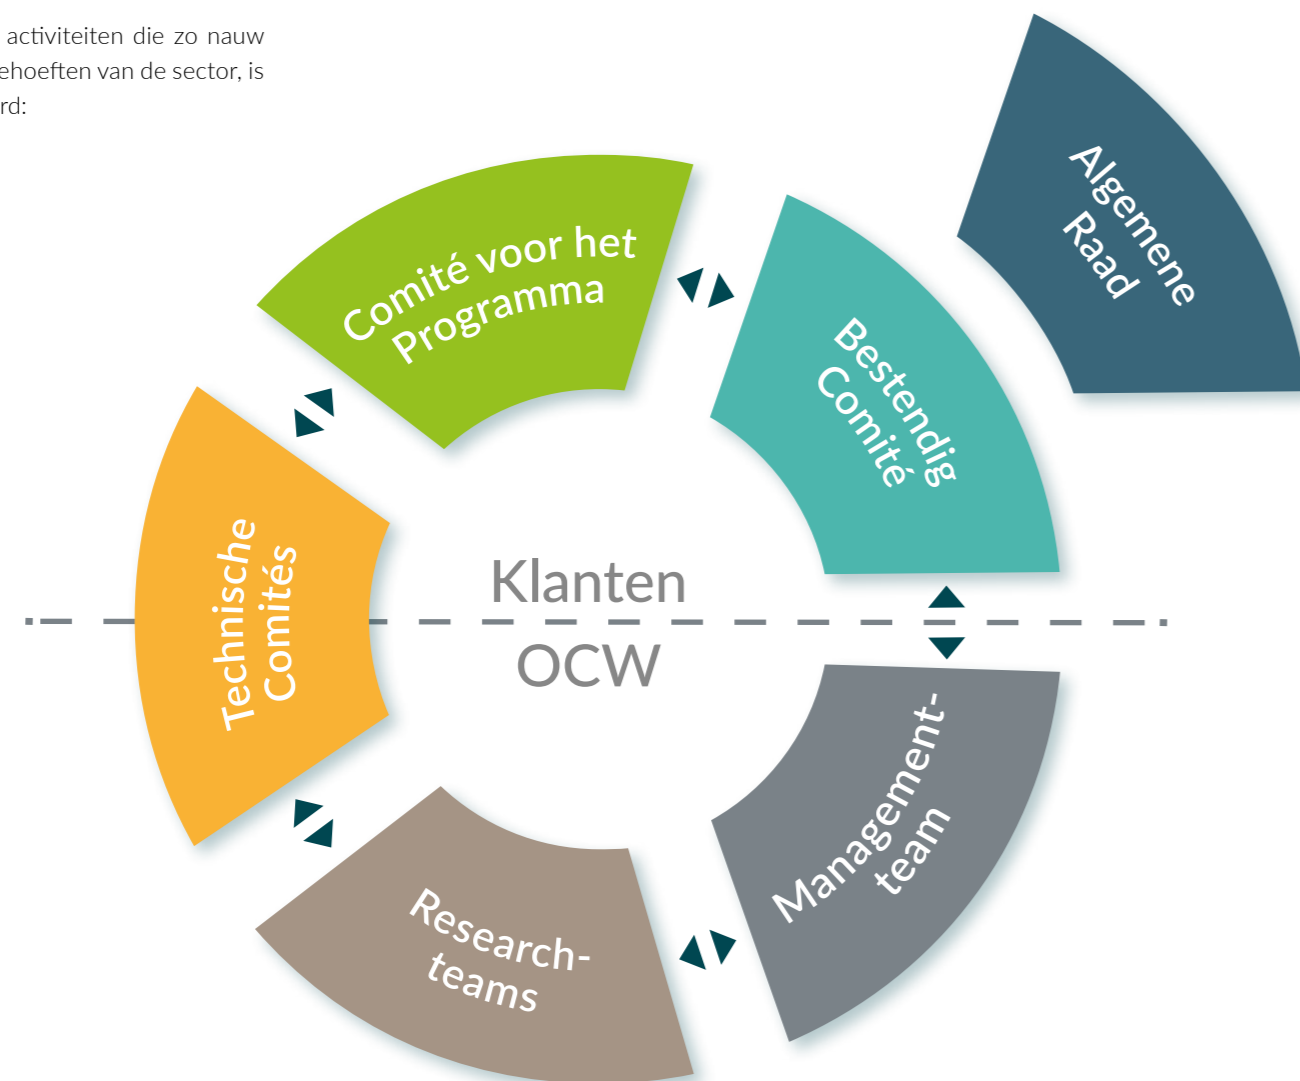 activiteiten die zo nauw
ehoeften van de sector, is
rd:
Algemene
Raad
Comité voor het
Programma
Bestendig
Comité
Technische
Comités
Klanten
OCW
Management-
team
Research-
teams